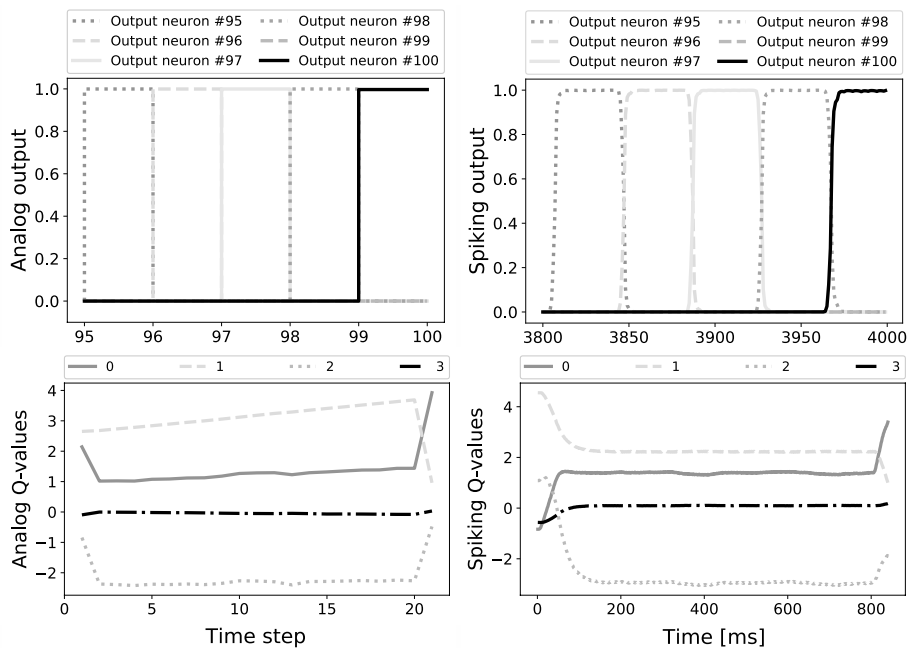 Output neuron #95
Output neuron #98
Output neuron #96
Output neuron #99
Output neuron #97
Output neuron #100
Analog output
1.0
0.8
0.6
0.4
0.2
0.0
95
96
97
98
99
100
Output neuron #95
Output neuron #98
Output neuron #96
Output neuron #99
Output neuron #97
Output neuron #100
Spiking output
1.0
0.8
0.6
0.4
0.2
0.0
3800
3850
3900
3950
4000
0
1
2
3
Analog Q-values
4
3
2
1
0
−1
−2
0
5
10
15
20
Time step
0
1
2
3
Spiking Q-values
4
2
0
−2
0
200
400
600
800
Time [ms]